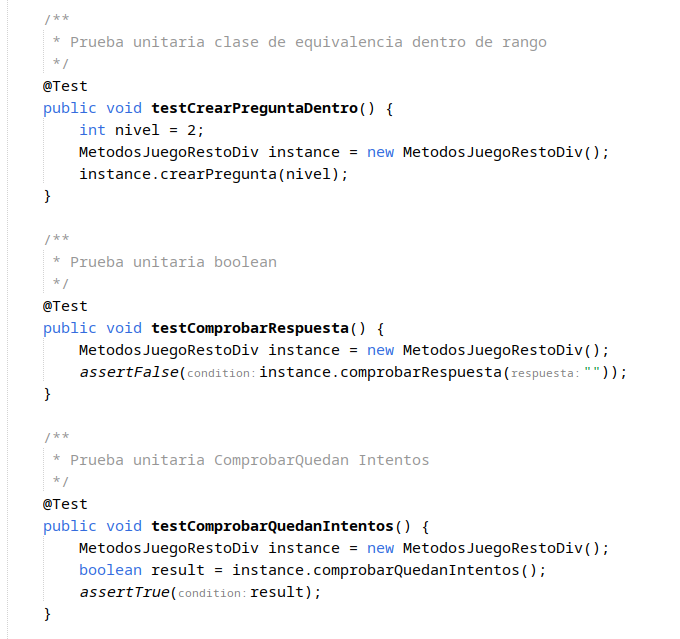 /**
 * Prueba unitaria clase de equivalencia dentro de rango
 */
@Test
public void testCrearPreguntaDentro() {
    int nivel = 2;
    MetodosJuegoRestoDiv instance = new MetodosJuegoRestoDiv();
    instance.crearPregunta(nivel);
}

/**
 * Prueba unitaria boolean
 */
@Test
public void testComprobarRespuesta() {
    MetodosJuegoRestoDiv instance = new MetodosJuegoRestoDiv();
    assertFalse(condition: instance.comprobarRespuesta(respuesta: ""));
}

/**
 * Prueba unitaria ComprobarQuedan Intentos
 */
@Test
public void testComprobarQuedanIntentos() {
    MetodosJuegoRestoDiv instance = new MetodosJuegoRestoDiv();
    boolean result = instance.comprobarQuedanIntentos();
    assertTrue(condition: result);
}